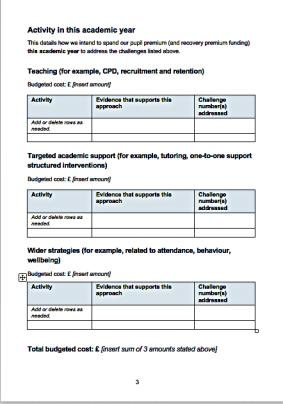 Activity in this academic year
This details how we intend to spend our pupil premium (and recovery premium funding)
this academic year to address the challenges listed above.
Teaching (for example, CPD, recruitment and retention)
Budgeted cost: £ [insert amount]
Activity
Evidence that supports this
approach
Challenge
number(s)
addressed
Add or delete rows as
needed.
Targeted academic support (for example, tutoring, one-to-one support
structured interventions)
Budgeted cost: £ [insert amount]
Activity
Evidence that supports this
approach
Challenge
number(s)
addressed
Add or delete rows as
needed.
Wider strategies (for example, related to attendance, behaviour,
wellbeing)
Budgeted cost: £ [insert amount]
Activity
Evidence that supports this
approach
Challenge
number(s)
addressed
Add or delete rows as
needed.
Total budgeted cost: £ [insert sum of 3 amounts stated above]
3